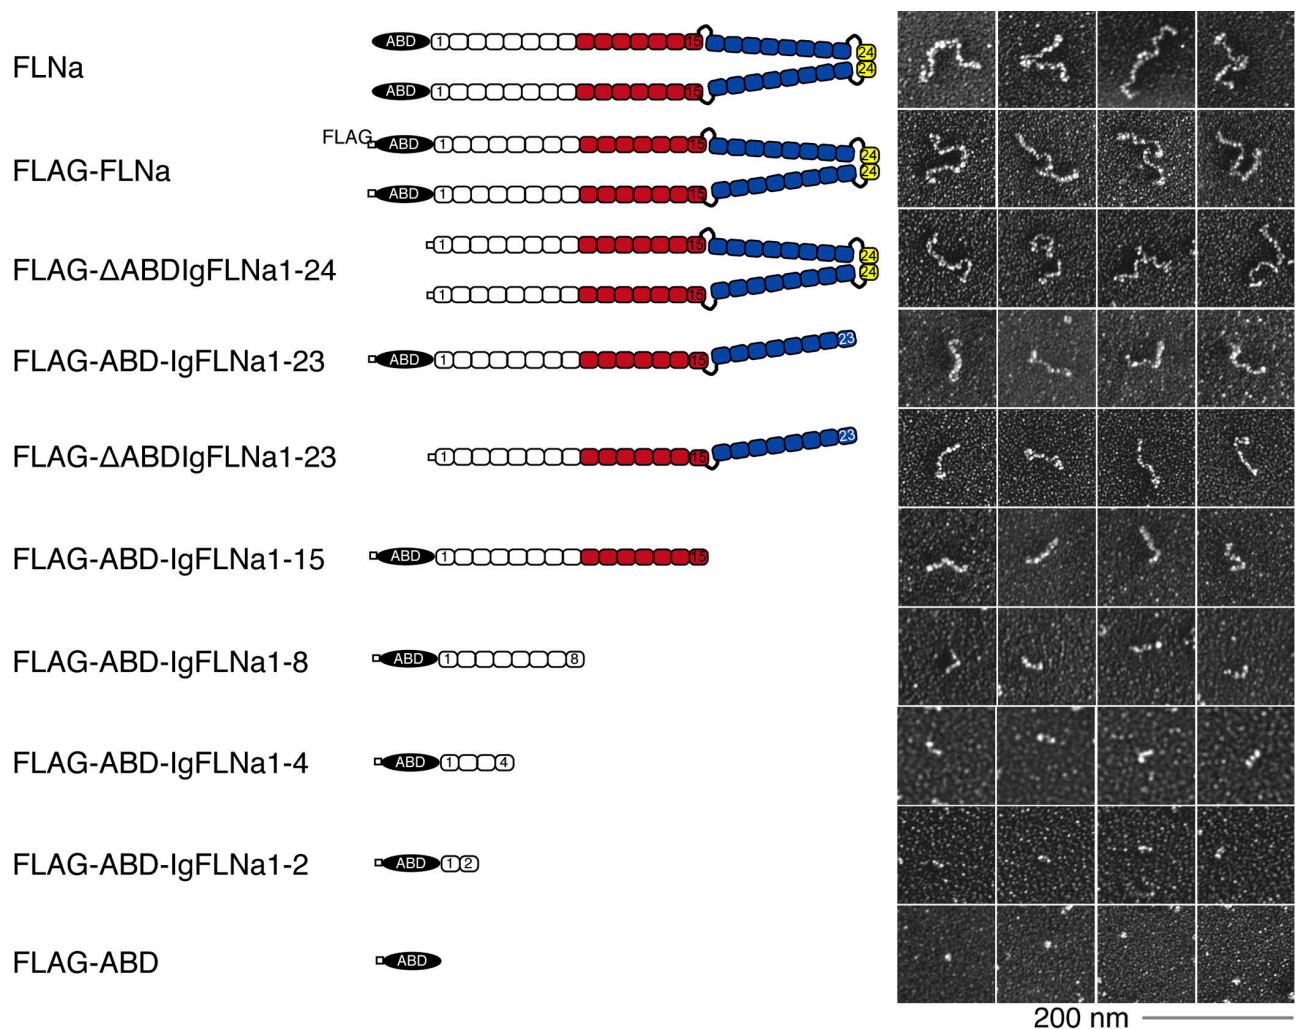 FLNa
ABD 1 15 24
ABD 1 15 24
FLAG-FLNa
FLAG
ABD 1 15 24
ABD 1 15 24
FLAG-ΔABDIgFLNa1-24
1 15 24
1 15 24
FLAG-ABD-IgFLNa1-23
ABD 1 15 23
FLAG-ΔABDIgFLNa1-23
1 15 23
FLAG-ABD-IgFLNa1-15
ABD 1 15
FLAG-ABD-IgFLNa1-8
ABD 1 8
FLAG-ABD-IgFLNa1-4
ABD 1 4
FLAG-ABD-IgFLNa1-2
ABD 1 2
FLAG-ABD
ABD
200 nm